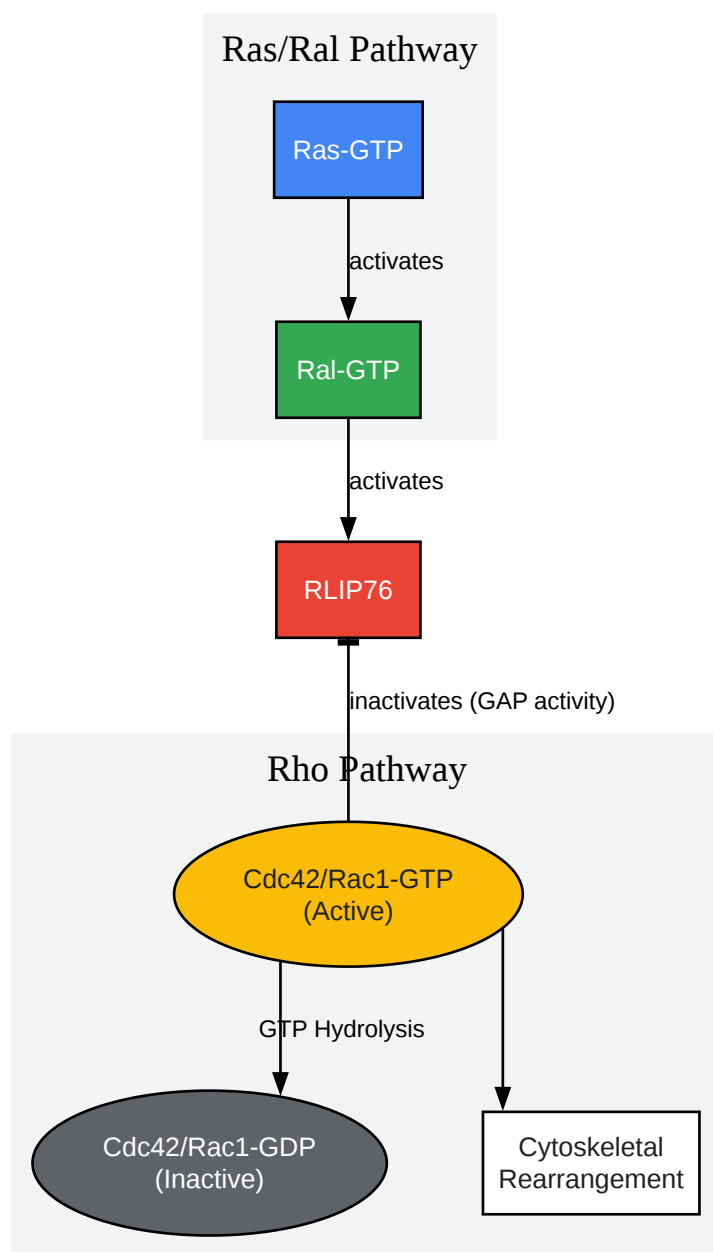 Ras/Ral Pathway
Ras-GTP
activates
Ral-GTP
activates
RLIP76
inactivates (GAP activity)
Rho Pathway
Cdc42/Rac1-GTP
(Active)
GTP Hydrolysis
Cdc42/Rac1-GDP
(Inactive)
Cytoskeletal
Rearrangement